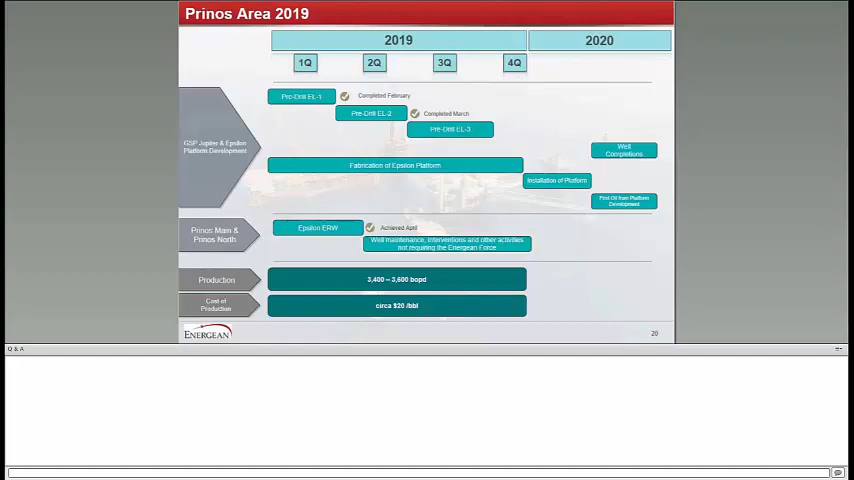 Prinos Area 2019
2019
2020
1Q
2Q
3Q
4Q
GSP Jupiter & Epsilon
Platform Development
Pre-Drill EL-1
Completed February
Pre-Drill EL-2
Completed March
Pre-Drill EL-3
Well
Completions
Fabrication of Epsilon Platform
Installation of Platform
First Oil from Platform
Development
Prinos Main &
Prinos North
Epsilon ERW
Achieved April
Well maintenance, interventions and other activities
not requiring the Energean Force
Production
3,400 – 3,600 bopd
Cost of
Production
circa $20 /bbl
ENERGEAN
20
Q & A